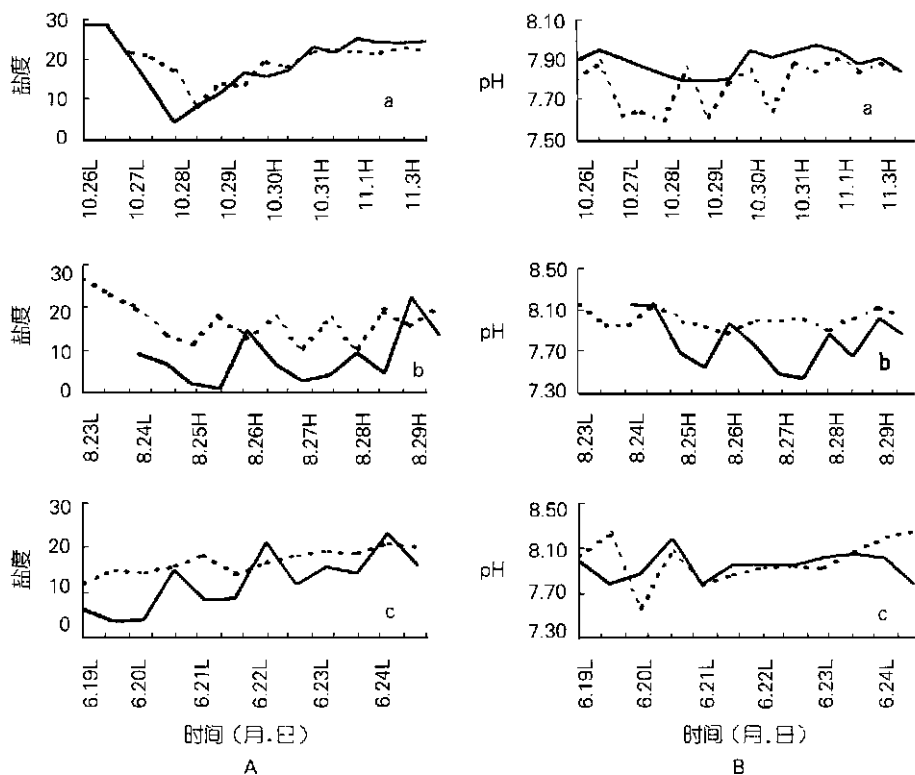 30
20
10
0
盐度
a
10.26L
10.27L
10.28L
10.29L
10.30H
10.31H
11.1H
11.3H
8.10
7.90
7.70
7.50
pH
a
10.26L
10.27L
10.28L
10.29L
10.30H
10.31H
11.1H
11.3H
30
20
10
0
盐度
b
8.23L
8.24L
8.25H
8.26H
8.27H
8.28H
8.29H
8.50
8.10
7.70
7.30
pH
b
8.23L
8.24L
8.25H
8.26H
8.27H
8.28H
8.29H
30
20
10
0
盐度
c
6.19L
6.20L
6.21L
6.22L
6.23L
6.24L
时间(月.日)
A
8.50
8.10
7.70
7.30
pH
c
6.19L
6.20L
6.21L
6.22L
6.23L
6.24L
时间(月.日)
B